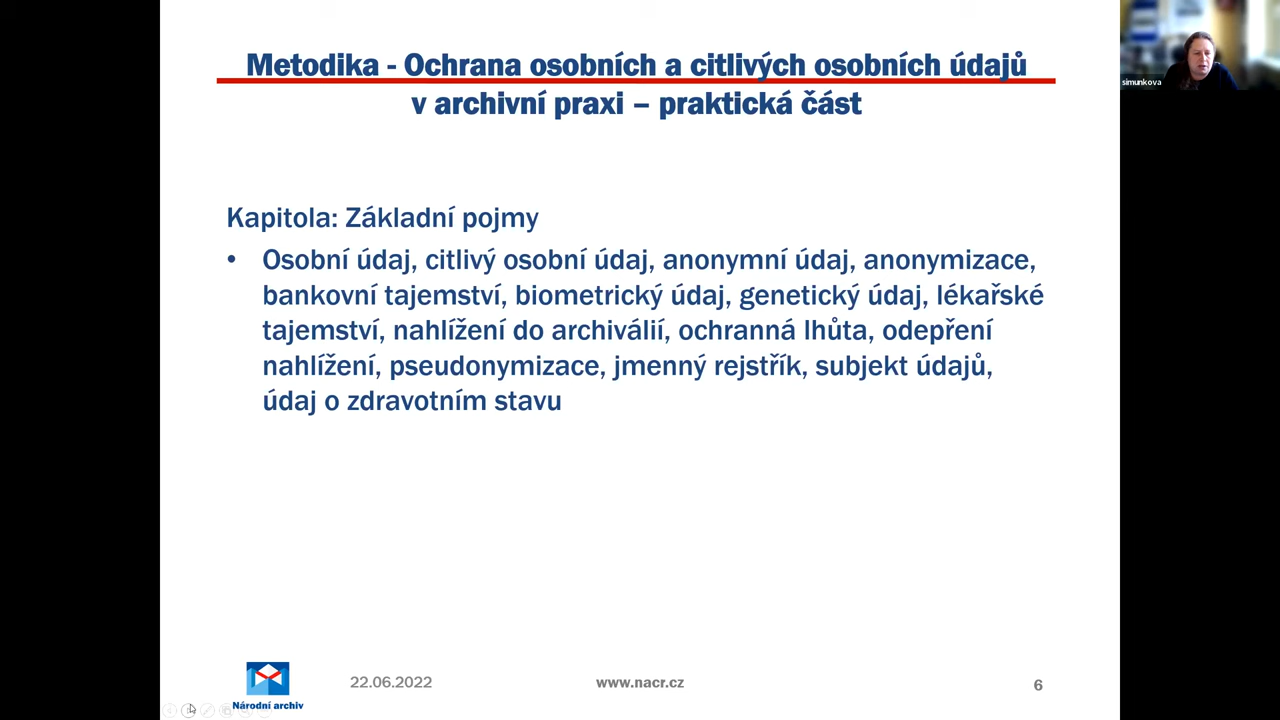 Metodika - Ochrana osobních a citlivých osobních údajů
v archivní praxi – praktická část
simunkova
Kapitola: Základní pojmy
• Osobní údaj, citlivý osobní údaj, anonymní údaj, anonymizace,
bankovní tajemství, biometrický údaj, genetický údaj, lékařské
tajemství, nahlížení do archiválií, ochranná lhůta, odepření
nahlížení, pseudonymizace, jmenný rejstřík, subjekt údajů,
údaj o zdravotním stavu
Národní archiv
22.06.2022
www.nacr.cz
6